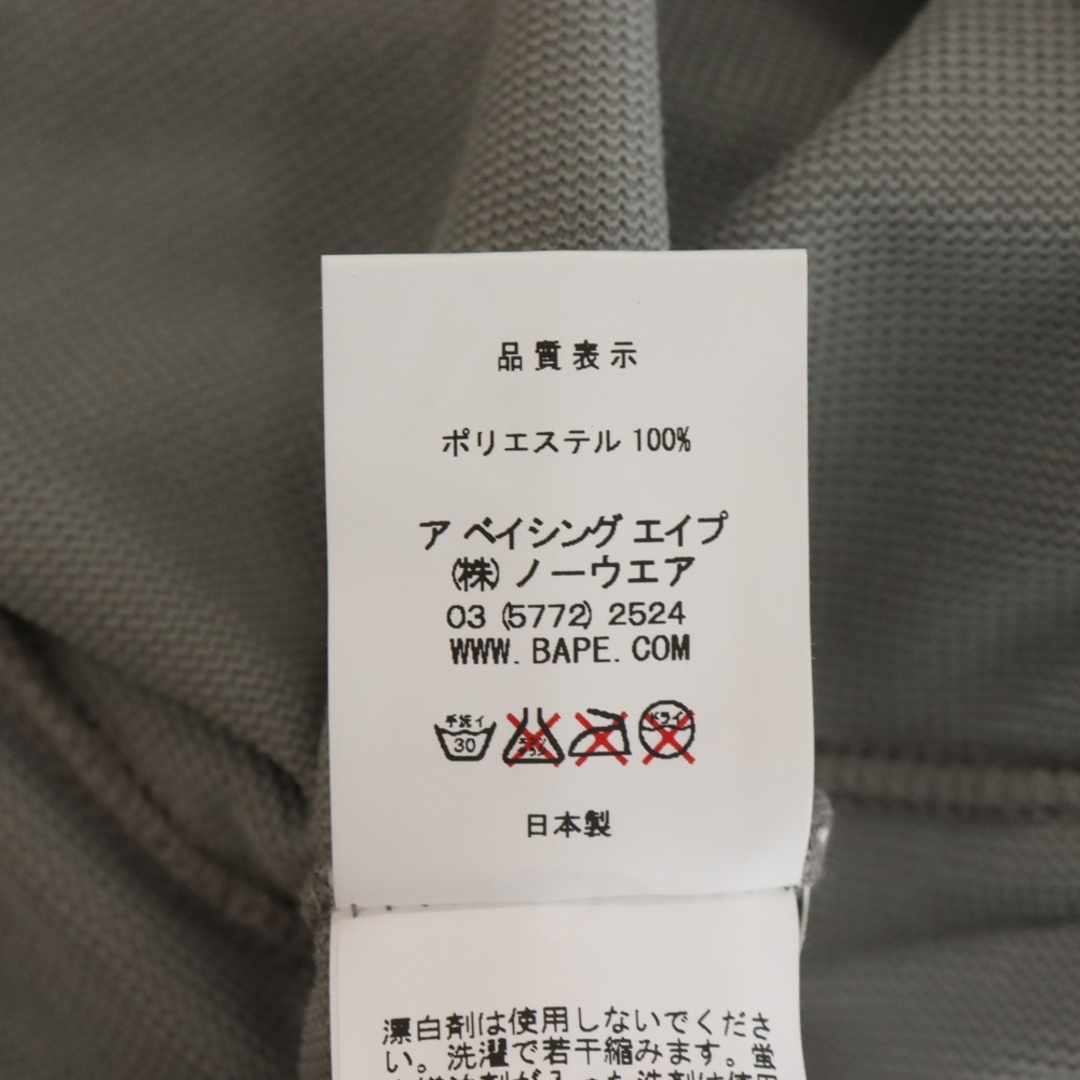 品質表示
ポリエステル 100%
ア ベイシング エイプ
(株) ノーウエア
03 (5772) 2524
WWW. BAPE. COM
手洗イ
30
ドライ
日本製
漂白剤は使用しないでくださ
い。洗濯で若干縮みます。蛍